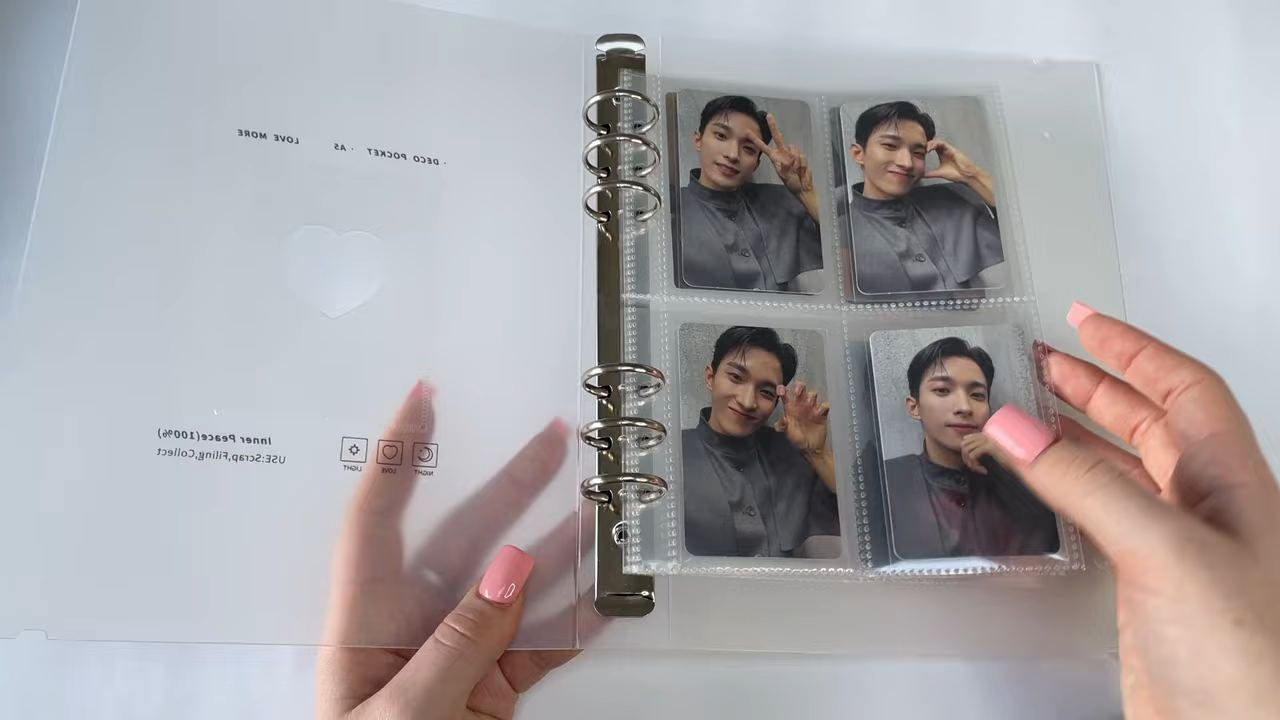 · DECO POCKET · A5 LOVE MORE
Inner Peace(100%)
USE:Scrap,Filing,Collect
NIGHT LOVE LIGHT